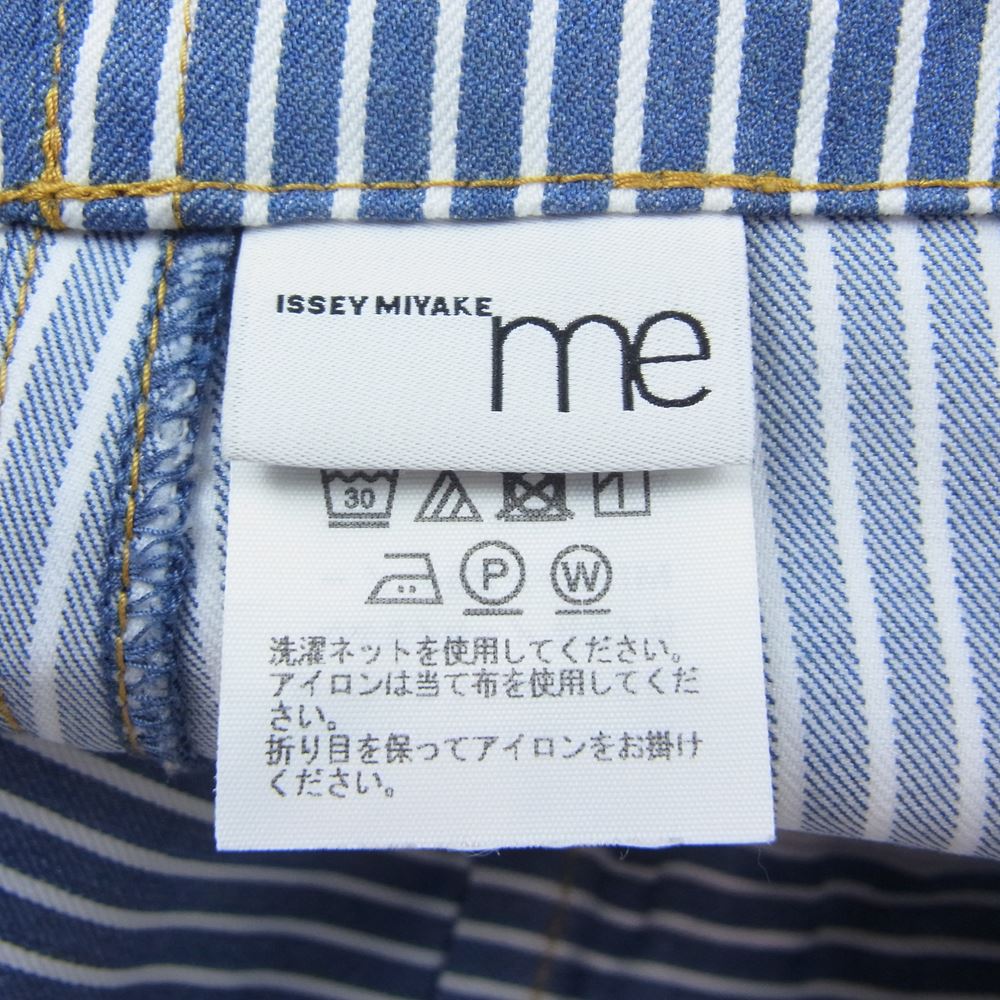 ISSEY MIYAKE
me
30
1
P
W
洗濯ネットを使用してください。
アイロンは当て布を使用してくだ
さい。
折り目を保ってアイロンをお掛け
ください。